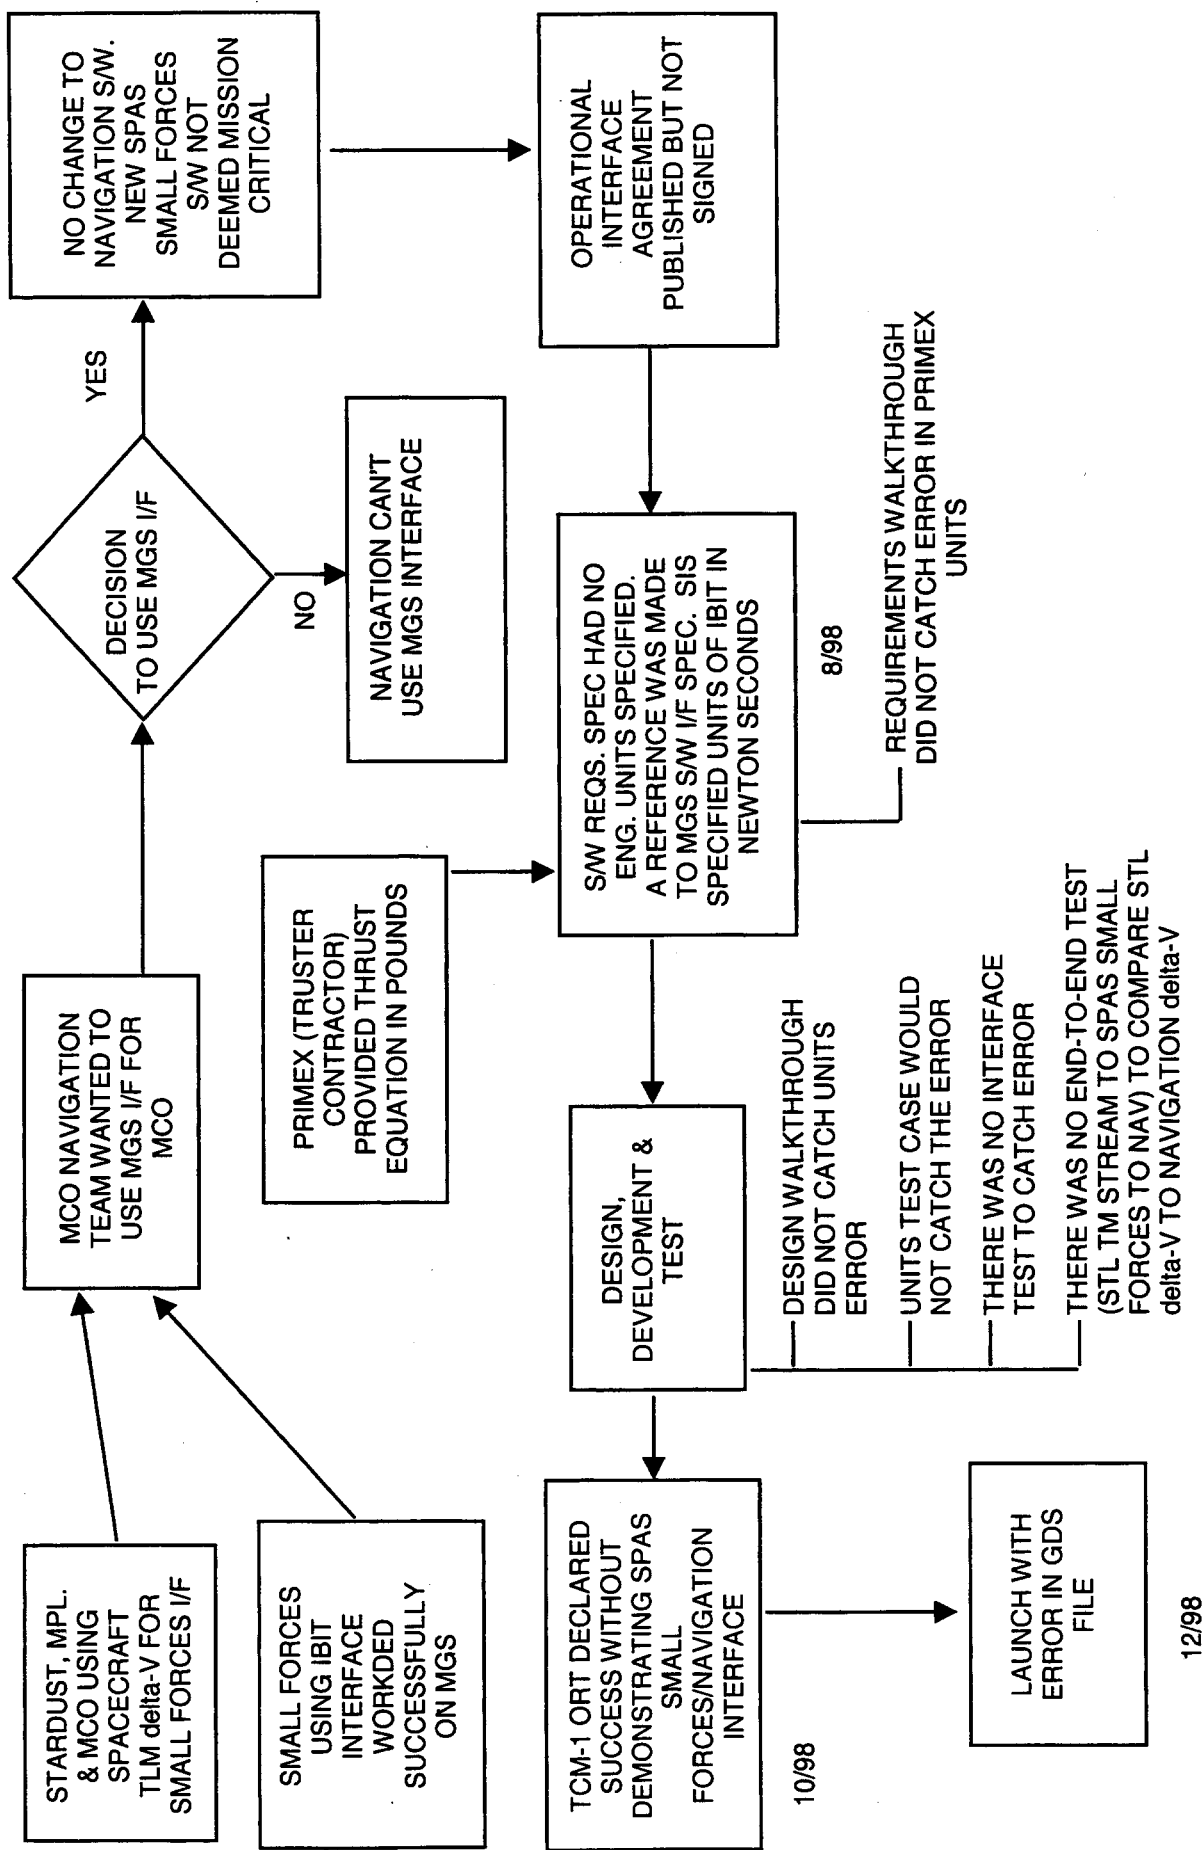 STARDUST, MPL.
& MCO USING
SPACECRAFT
TLM delta-V FOR
SMALL FORCES I/F
SMALL FORCES
USING IBIT
INTERFACE
WORKDED
SUCCESSFULLY
ON MGS
MCO NAVIGATION
TEAM WANTED TO
USE MGS I/F FOR
MCO
DECISION
TO USE MGS I/F
YES
NO
NO CHANGE TO
NAVIGATION S/W.
NEW SPAS
SMALL FORCES
S/W NOT
DEEMED MISSION
CRITICAL
NAVIGATION CAN'T
USE MGS INTERFACE
OPERATIONAL
INTERFACE
AGREEMENT
PUBLISHED BUT NOT
SIGNED
PRIMEX (TRUSTER
CONTRACTOR)
PROVIDED THRUST
EQUATION IN POUNDS
S/W REQS. SPEC HAD NO
ENG. UNITS SPECIFIED.
A REFERENCE WAS MADE
TO MGS S/W I/F SPEC. SIS
SPECIFIED UNITS OF IBIT IN
NEWTON SECONDS
8/98
REQUIREMENTS WALKTHROUGH
DID NOT CATCH ERROR IN PRIMEX
UNITS
DESIGN,
DEVELOPMENT &
TEST
DESIGN WALKTHROUGH
DID NOT CATCH UNITS
ERROR
UNITS TEST CASE WOULD
NOT CATCH THE ERROR
THERE WAS NO INTERFACE
TEST TO CATCH ERROR
THERE WAS NO END-TO-END TEST
(STL TM STREAM TO SPAS SMALL
FORCES TO NAV) TO COMPARE STL
delta-V TO NAVIGATION delta-V
TCM-1 ORT DECLARED
SUCCESS WITHOUT
DEMONSTRATING SPAS
SMALL
FORCES/NAVIGATION
INTERFACE
10/98
LAUNCH WITH
ERROR IN GDS
FILE
12/98